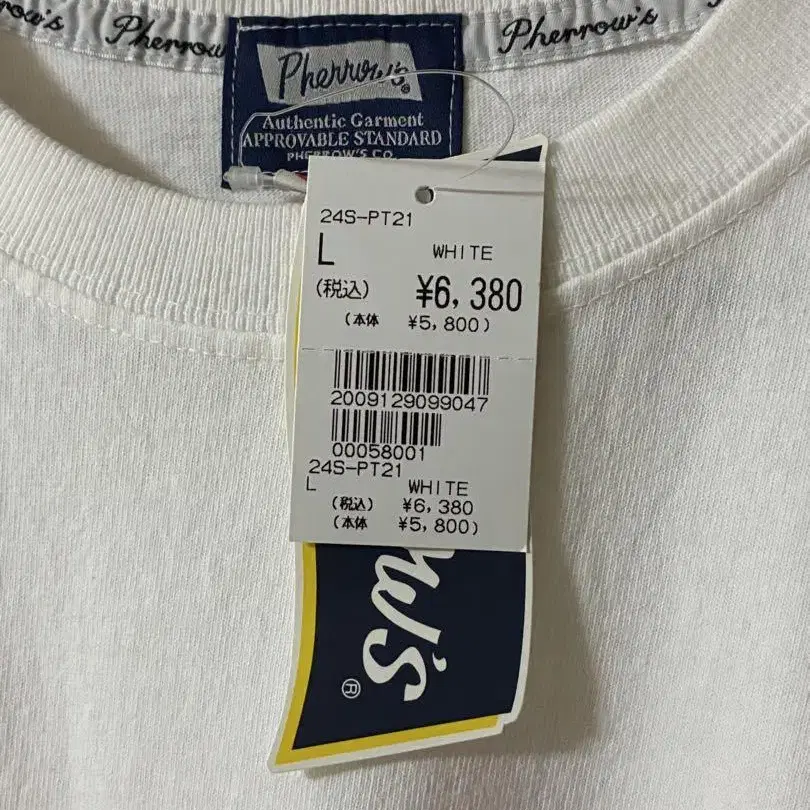 Pherrow's
Pherrow's
Pherrow's
Authentic Garment
APPROVABLE STANDARD
PHERROW'S CO.
24S-PT21
L WHITE
(税込) ¥6,380
(本体 ¥5,800)
2009129099047
00058001
24S-PT21
L WHITE
(税込) ¥6,380
(本体 ¥5,800)
w's
®